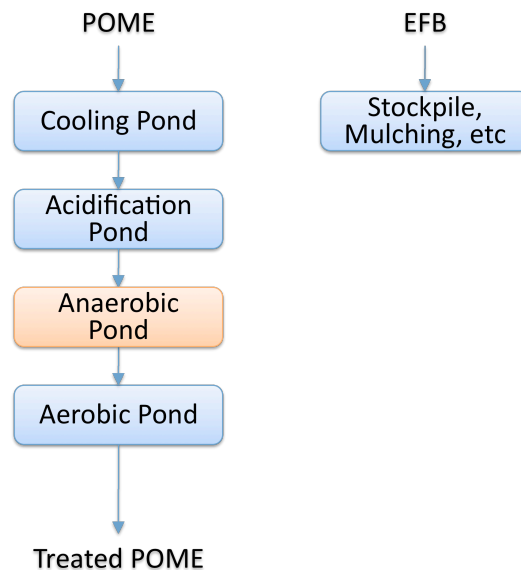 POME
Cooling Pond
Acidification
Pond
Anaerobic
Pond
Aerobic Pond
Treated POME
EFB
Stockpile,
Mulching, etc